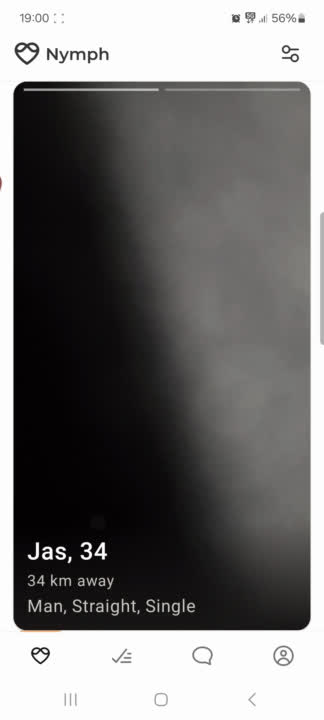 19:00
56%
Nymph
Jas, 34
34 km away
Man, Straight, Single